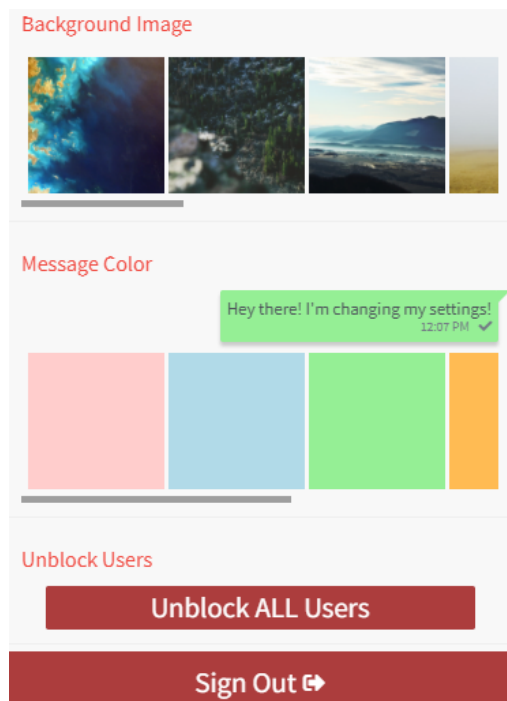 Background Image
Message Color
Hey there! I'm changing my settings!
12:07 PM
Unblock Users
Unblock ALL Users
Sign Out